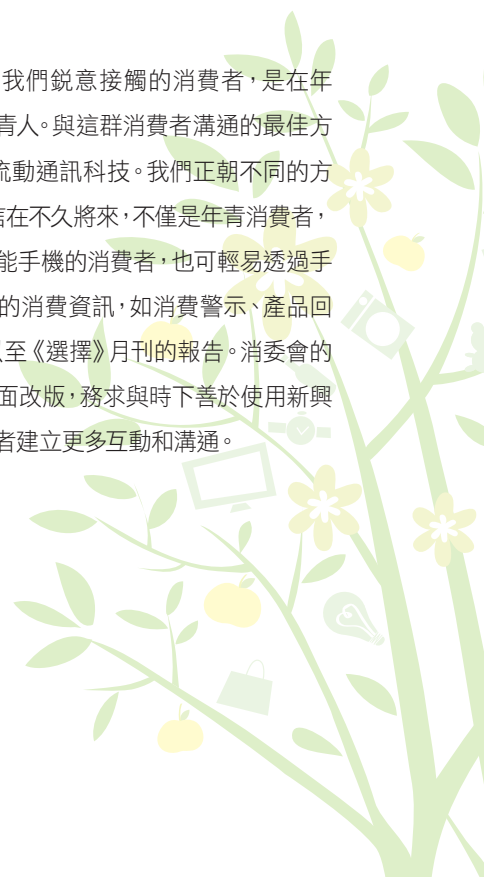 我們鋭意接觸的消費者，是在年
青人。與這群消費者溝通的最佳方
流動通訊科技。我們正朝不同的方
信在不久將來，不僅是年青消費者，
能手機的消費者，也可輕易透過手
的消費資訊，如消費警示、產品回
以至《選擇》月刊的報告。消委會的
面改版，務求與時下善於使用新興
者建立更多互動和溝通。